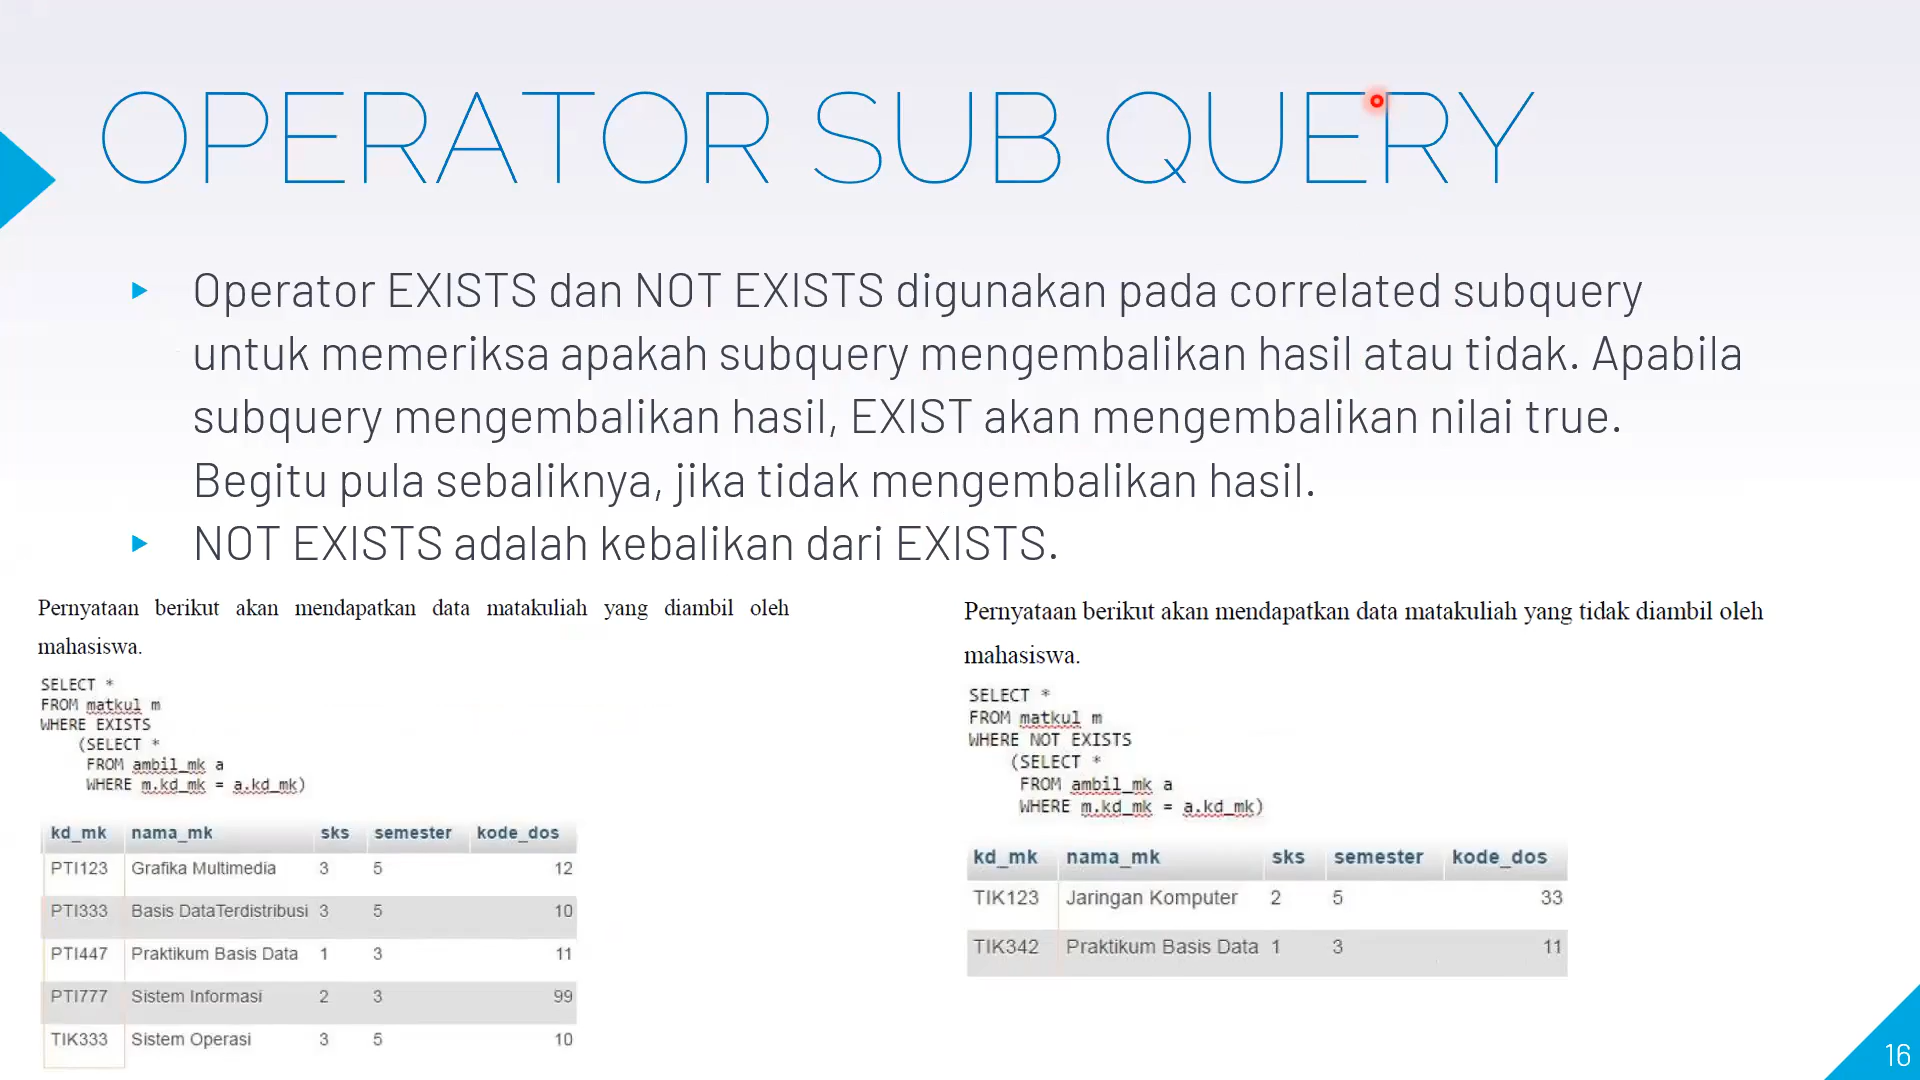 OPERATOR SUB QUERY
Operator EXISTS dan NOT EXISTS digunakan pada correlated subquery
untuk memeriksa apakah subquery mengembalikan hasil atau tidak. Apabila
subquery mengembalikan hasil, EXIST akan mengembalikan nilai true.
Begitu pula sebaliknya, jika tidak mengembalikan hasil.
NOT EXISTS adalah kebalikan dari EXISTS.
Pernyataan berikut akan mendapatkan data matakuliah yang diambil oleh
mahasiswa.
SELECT *
FROM matkul m
WHERE EXISTS
(SELECT *
FROM ambil_mk a
WHERE m.kd_mk = a.kd_mk)
kd_mk nama_mk sks semester kode_dos
PTI123 Grafika Multimedia 3 5 12
PTI333 Basis DataTerdistribusi 3 5 10
PTI447 Praktikum Basis Data 1 3 11
PTI777 Sistem Informasi 2 3 99
TIK333 Sistem Operasi 3 5 10
Pernyataan berikut akan mendapatkan data matakuliah yang tidak diambil oleh
mahasiswa.
SELECT *
FROM matkul m
WHERE NOT EXISTS
(SELECT *
FROM ambil_mk a
WHERE m.kd_mk = a.kd_mk)
kd_mk nama_mk sks semester kode_dos
TIK123 Jaringan Komputer 2 5 33
TIK342 Praktikum Basis Data 1 3 11
16